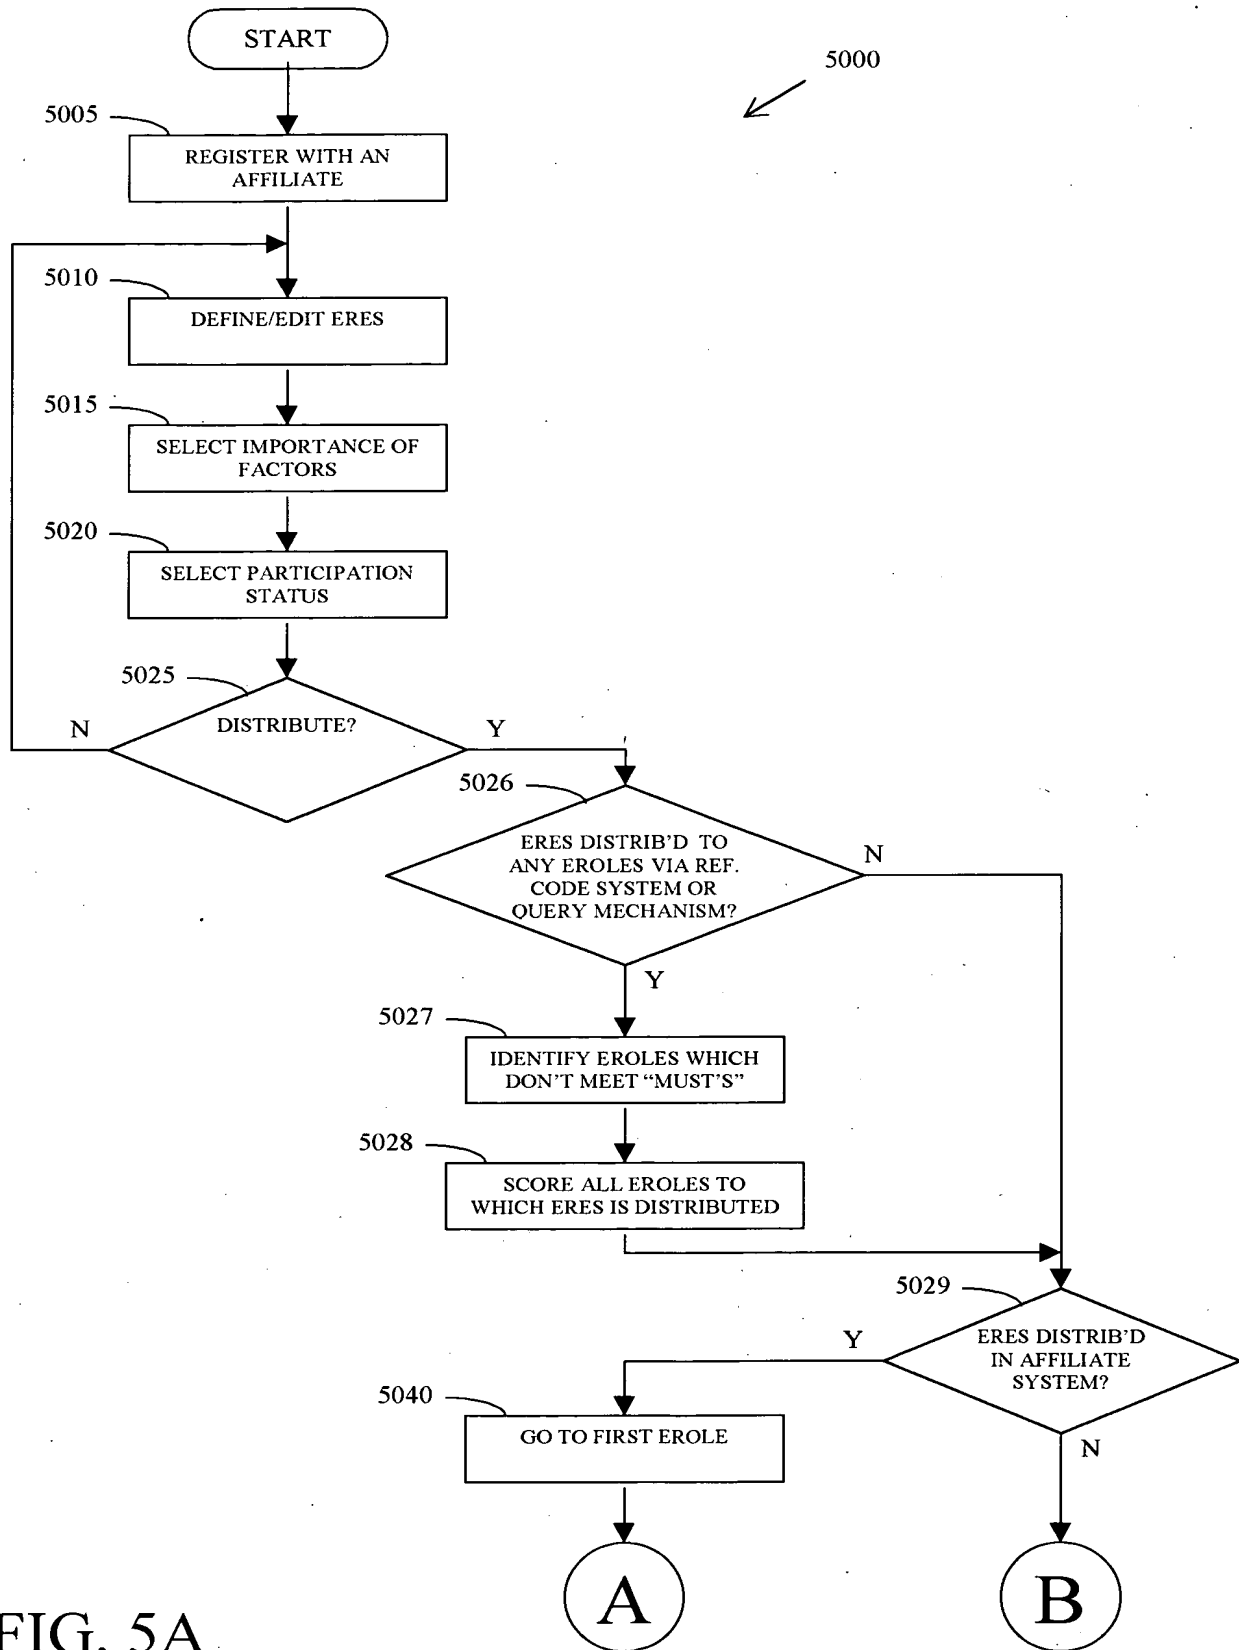 START
5000
5005
REGISTER WITH AN
AFFILIATE
5010
DEFINE/EDIT ERES
5015
SELECT IMPORTANCE OF
FACTORS
5020
SELECT PARTICIPATION
STATUS
5025
DISTRIBUTE?
N
Y
5026
ERES DISTRIB'D TO
ANY EROLES VIA REF.
CODE SYSTEM OR
QUERY MECHANISM?
N
Y
5027
IDENTIFY EROLES WHICH
DON'T MEET “MUST'S”
5028
SCORE ALL EROLES TO
WHICH ERES IS DISTRIBUTED
5029
ERES DISTRIB'D
IN AFFILIATE
SYSTEM?
Y
N
5040
GO TO FIRST EROLE
A
B
FIG. 5A